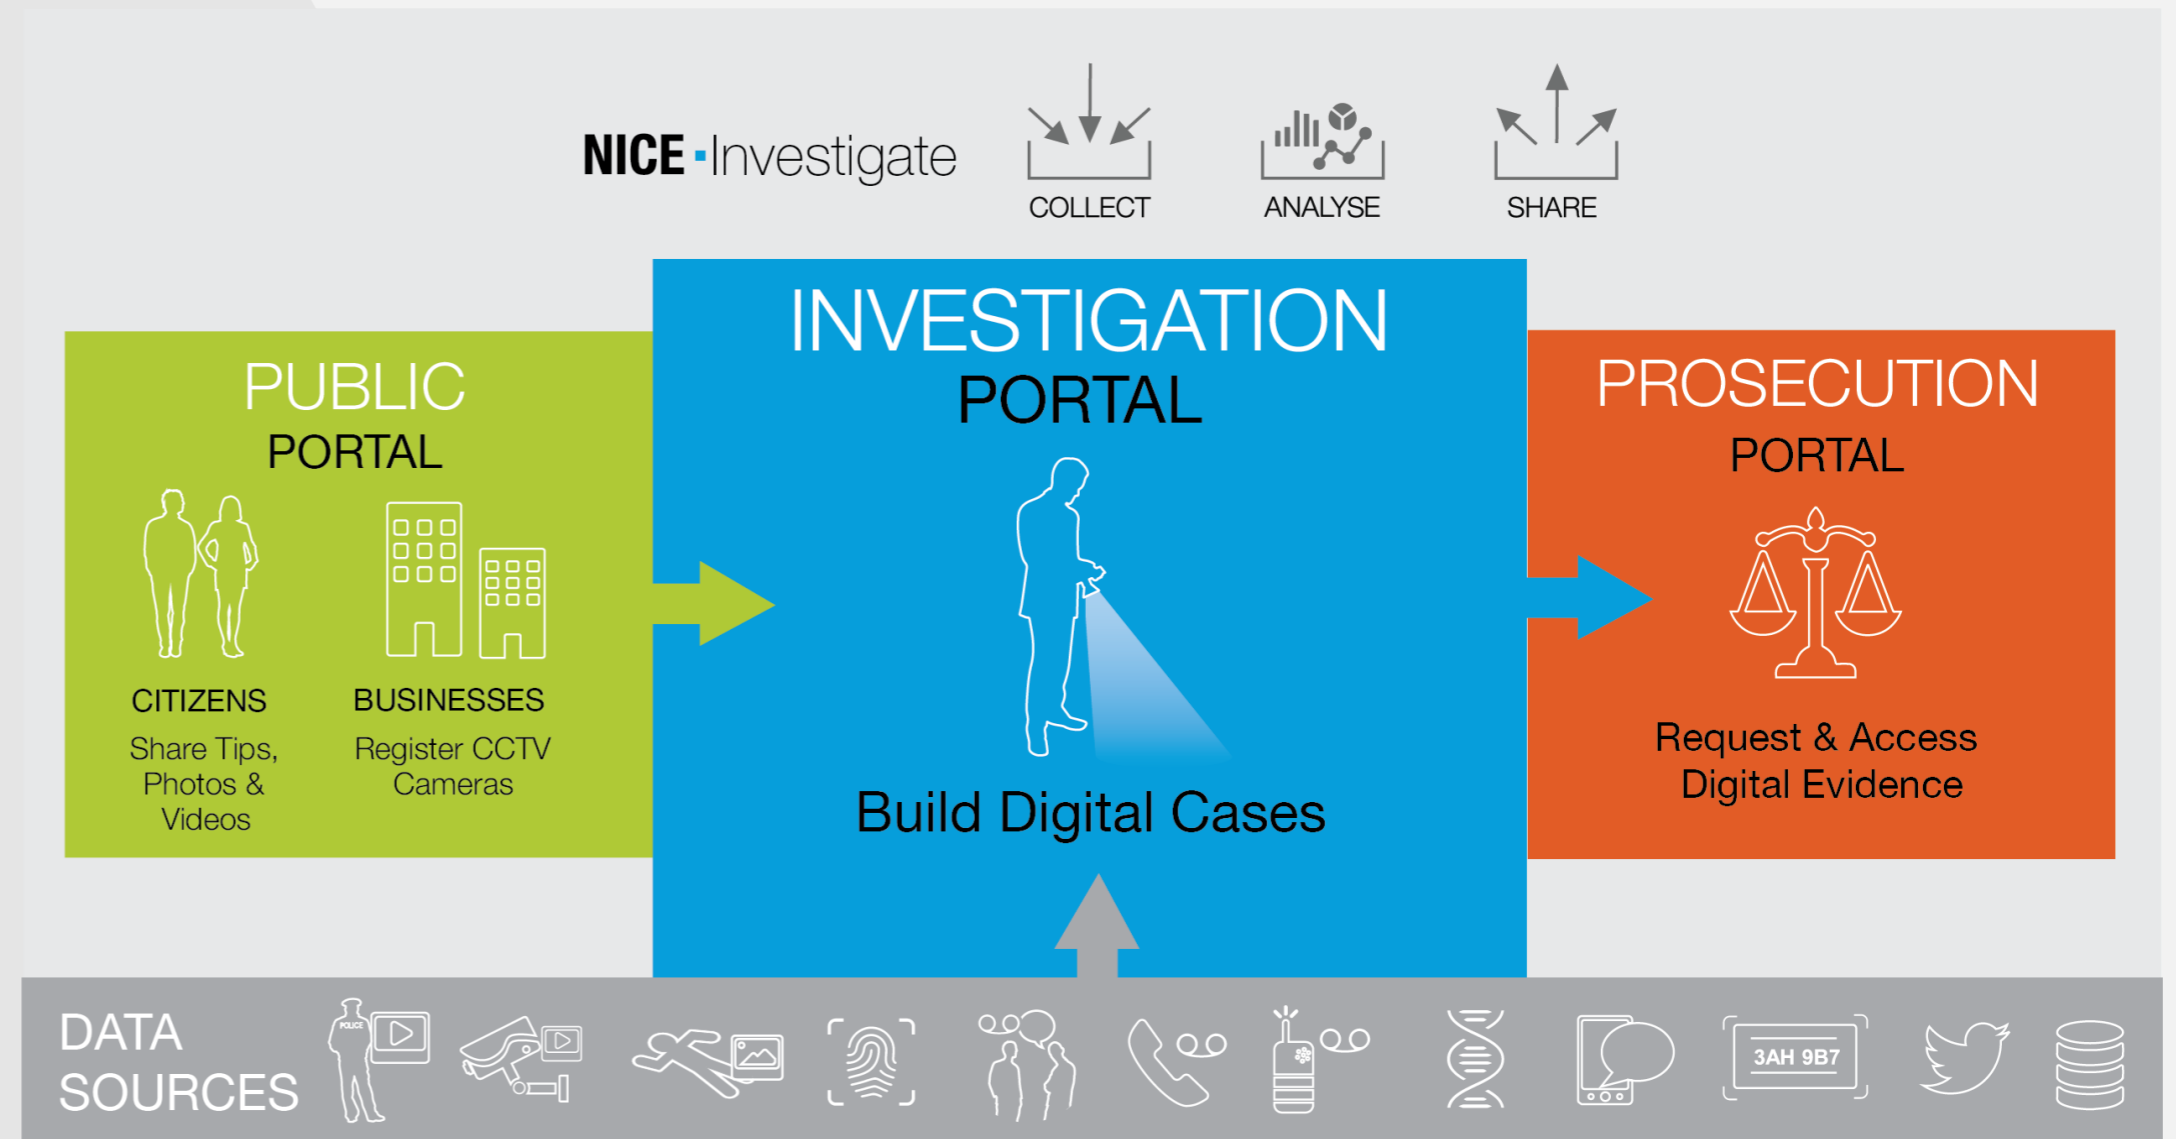 NICE ▪Investigate
COLLECT
ANALYSE
SHARE
PUBLIC
PORTAL
CITIZENS
Share Tips,
Photos &
Videos
BUSINESSES
Register CCTV
Cameras
INVESTIGATION
PORTAL
Build Digital Cases
PROSECUTION
PORTAL
Request & Access
Digital Evidence
DATA
SOURCES
POLICE
3AH 9B7